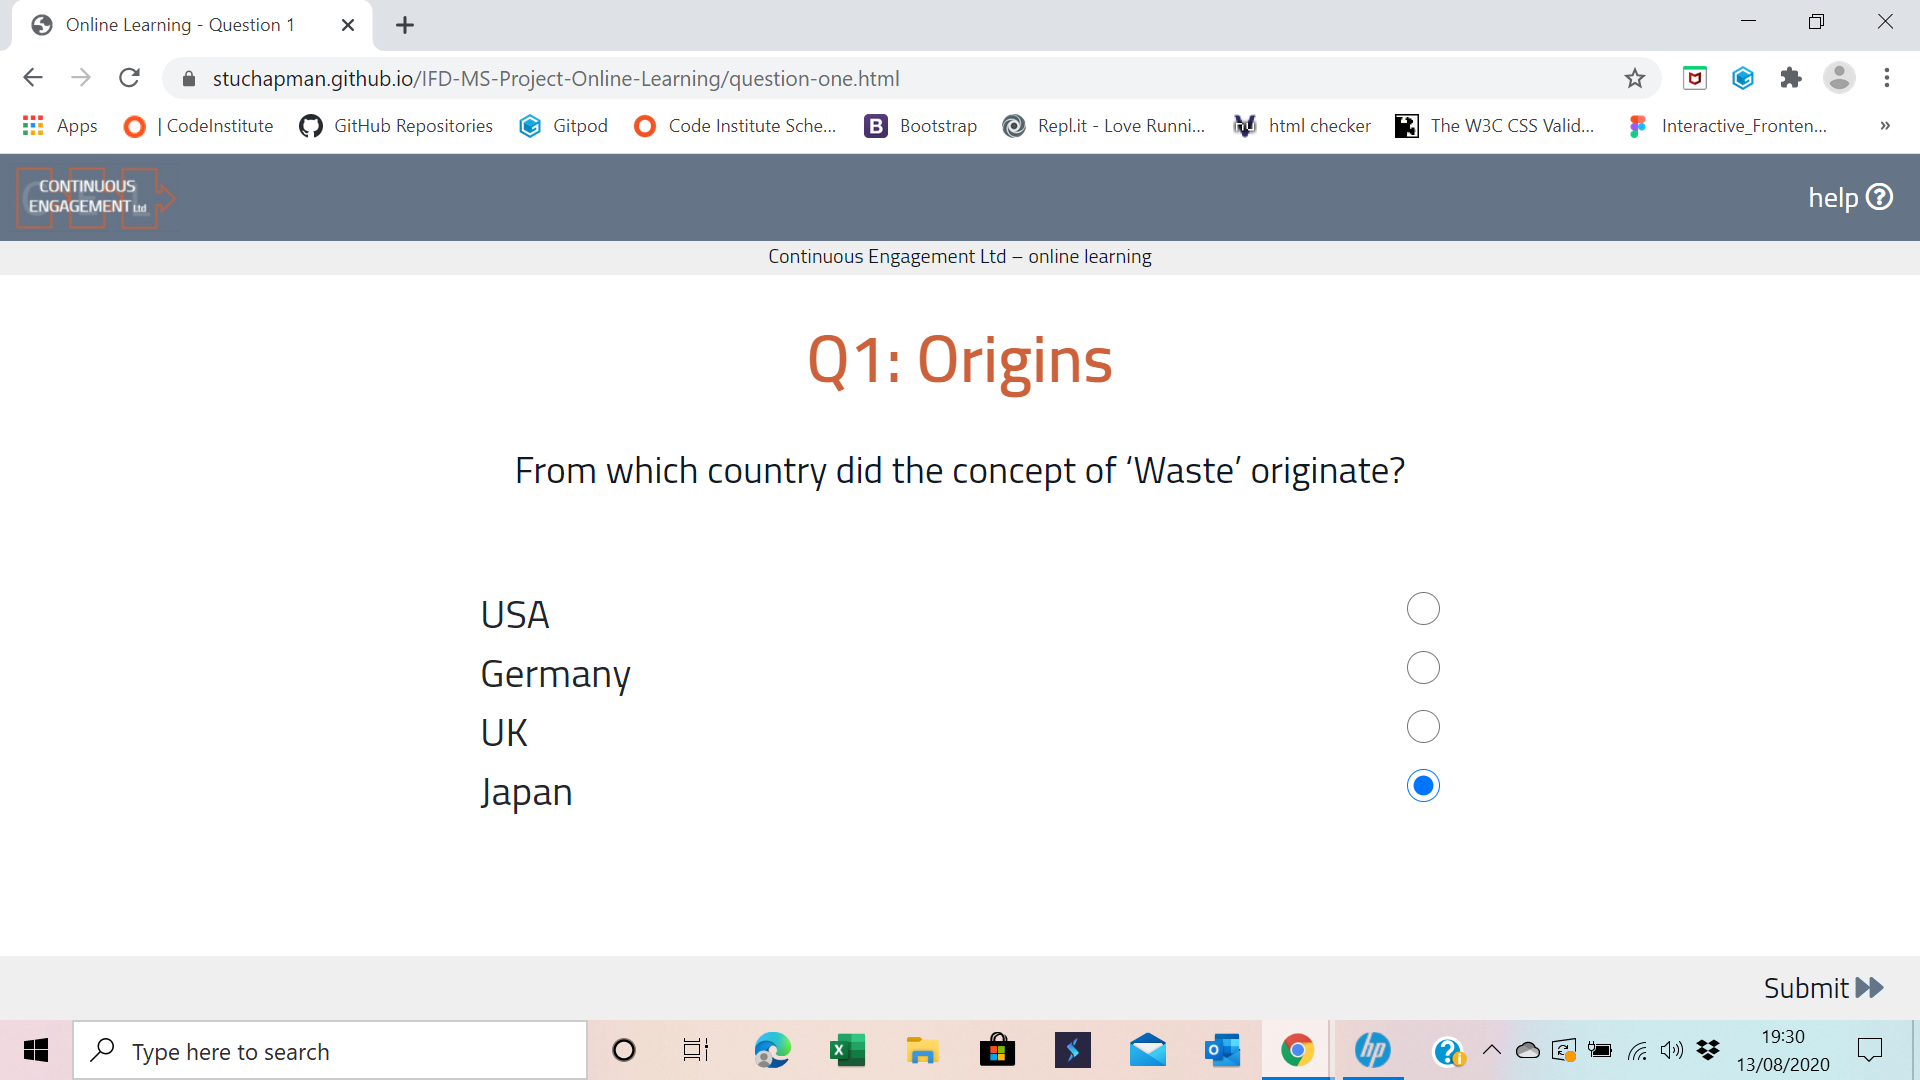 Online Learning - Question 1
stuchapman.github.io/IFD-MS-Project-Online-Learning/question-one.html
Apps | CodeInstitute GitHub Repositories Gitpod Code Institute Sche... B Bootstrap Repl.it - Love Runni... html checker The W3C CSS Valid... Interactive_Fronten... »
CONTINUOUS
ENGAGEMENT Ltd
help ?
Continuous Engagement Ltd – online learning
Q1: Origins
From which country did the concept of ‘Waste’ originate?
USA
Germany
UK
Japan
Submit
Type here to search
19:30
13/08/2020